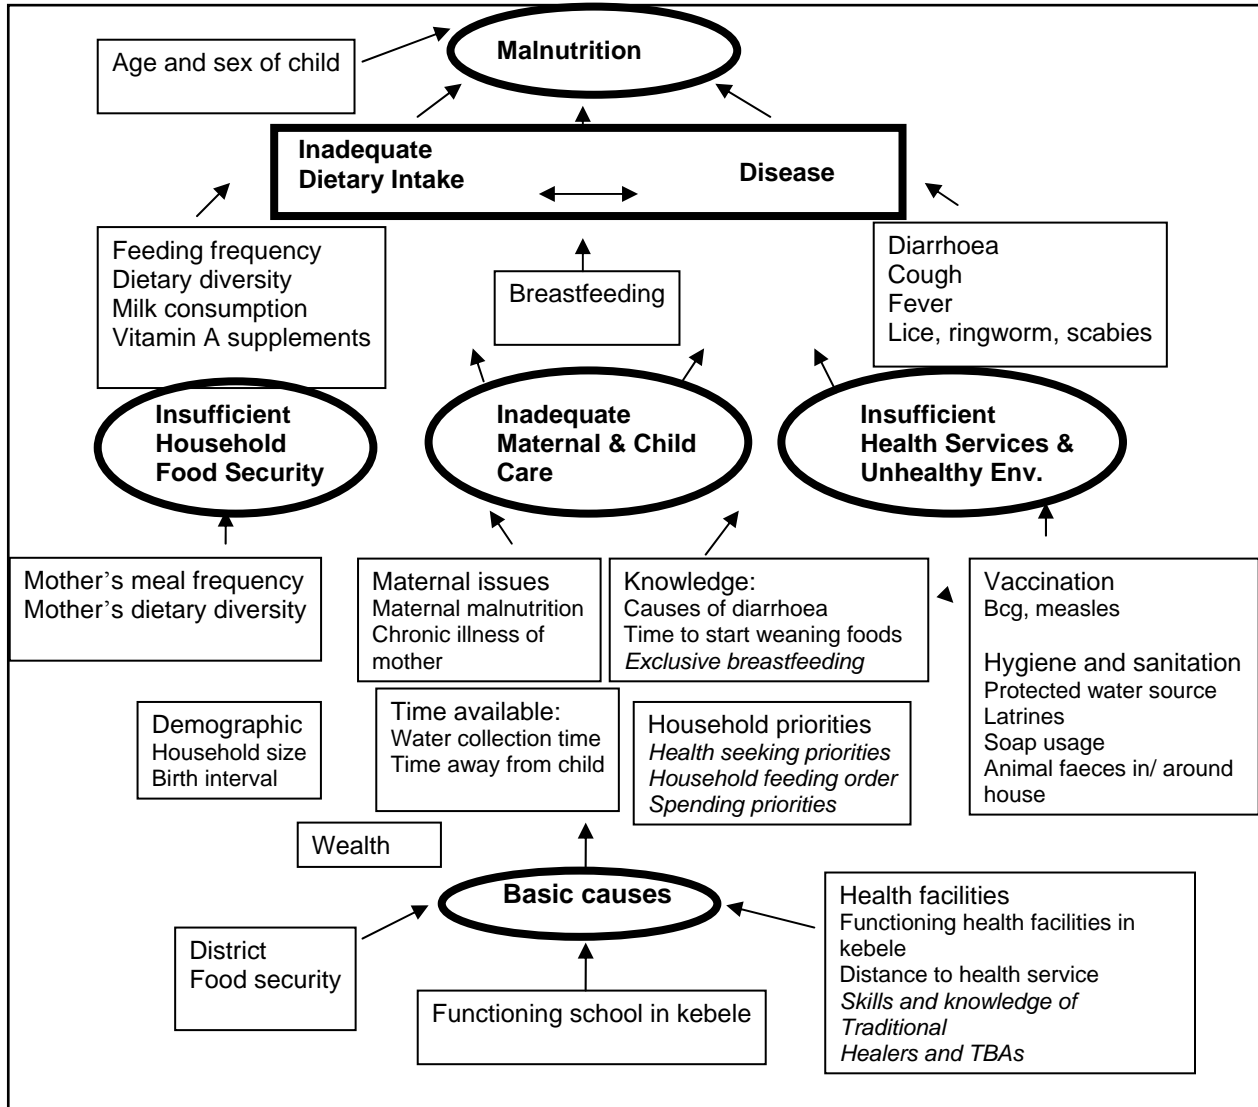 Malnutrition
Age and sex of child
Inadequate
Dietary Intake
Disease
Feeding frequency
Dietary diversity
Milk consumption
Vitamin A supplements
Breastfeeding
Diarrhoea
Cough
Fever
Lice, ringworm, scabies
Insufficient
Household
Food Security
Inadequate
Maternal & Child
Care
Insufficient
Health Services &
Unhealthy Env.
Mother’s meal frequency
Mother’s dietary diversity
Maternal issues
Maternal malnutrition
Chronic illness of
mother
Knowledge:
Causes of diarrhoea
Time to start weaning foods
Exclusive breastfeeding
Vaccination
Bcg, measles
Hygiene and sanitation
Protected water source
Latrines
Soap usage
Animal faeces in/ around
house
Demographic
Household size
Birth interval
Time available:
Water collection time
Time away from child
Household priorities
Health seeking priorities
Household feeding order
Spending priorities
Wealth
Basic causes
District
Food security
Functioning school in kebele
Health facilities
Functioning health facilities in
kebele
Distance to health service
Skills and knowledge of
Traditional
Healers and TBAs